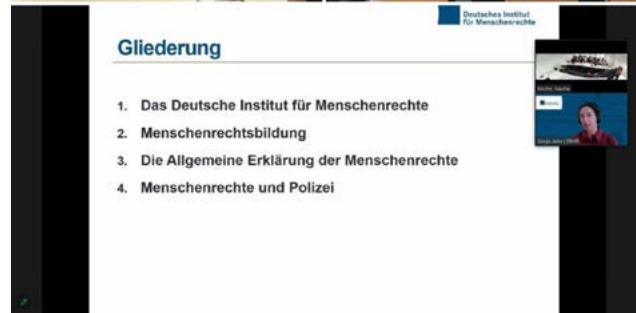 Deutsches Institut
für Menschenrechte
Gliederung
1. Das Deutsche Institut für Menschenrechte
2. Menschenrechtsbildung
3. Die Allgemeine Erklärung der Menschenrechte
4. Menschenrechte und Polizei